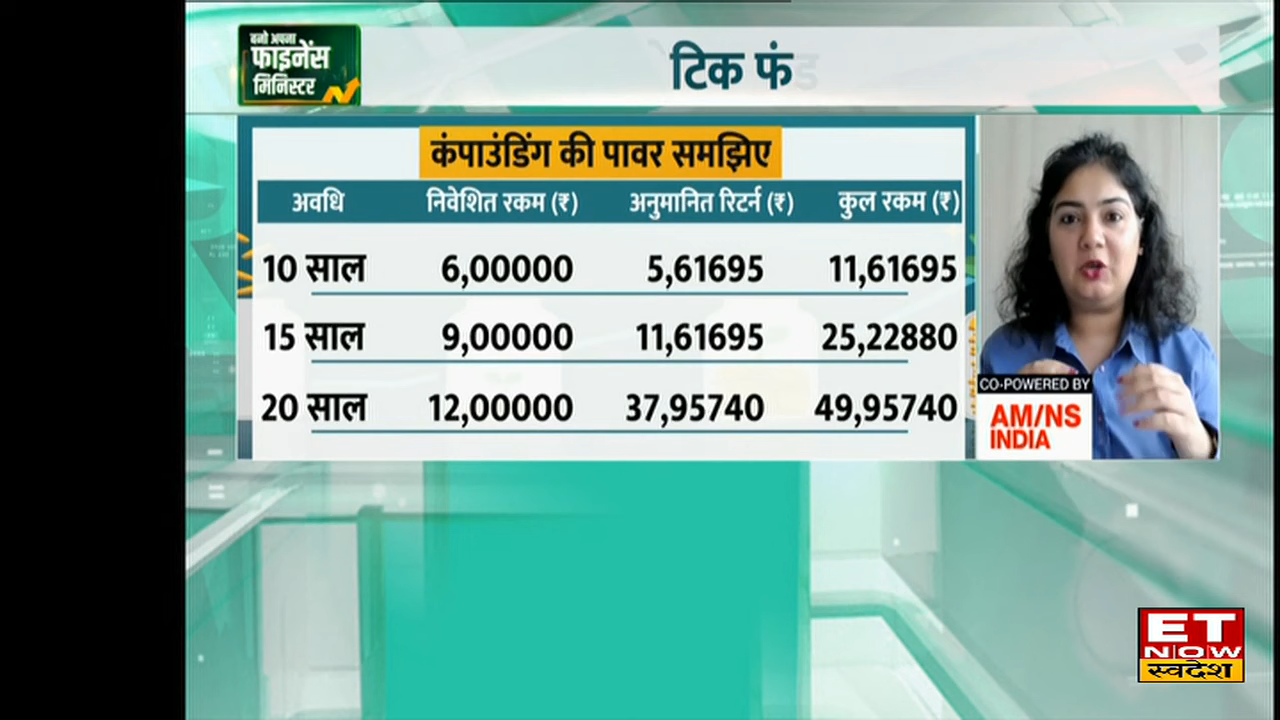 बनो अपना
फाइनेंस
मिनिस्टर
टिक फं
कंपाउंडिंग की पावर समझिए
अवधि निवेशित रकम (₹) अनुमानित रिटर्न (₹) कुल रकम (₹)
10 साल 6,00000 5,61695 11,61695
15 साल 9,00000 11,61695 25,22880
20 साल 12,00000 37,95740 49,95740
CO-POWERED BY
AM/NS
INDIA
ET
NOW
स्वदेश